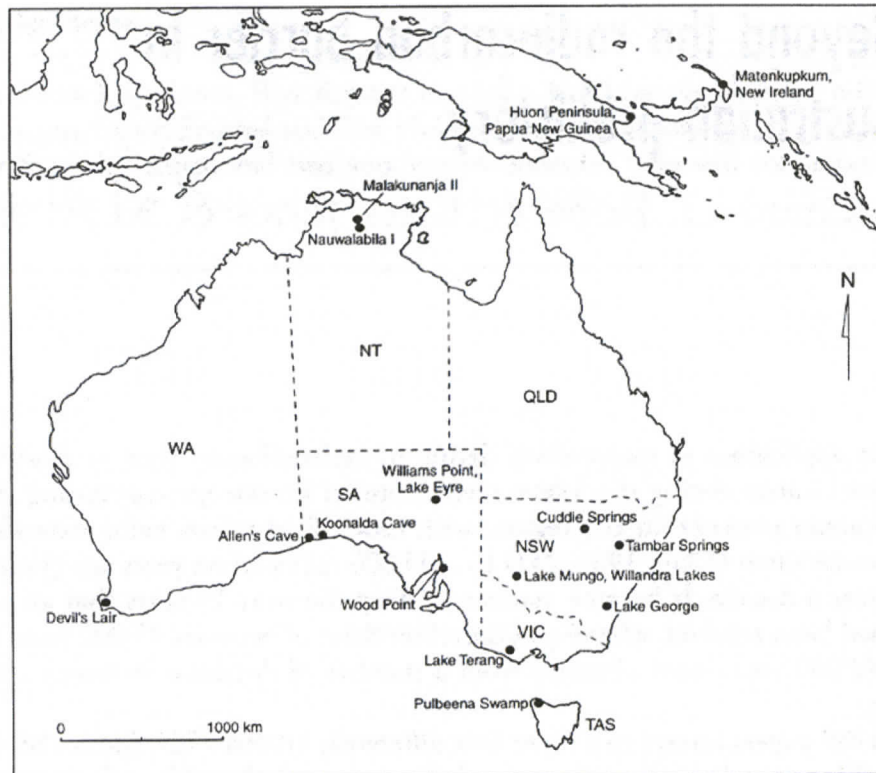 Matenkupkum,
New Ireland
Huon Peninsula,
Papua New Guinea
Malakunanja II
Nauwalabila I
N
NT
QLD
WA
Williams Point,
Lake Eyre
SA
Cuddie Springs
Koonalda Cave
Allen's Cave
NSW
Tambar Springs
Lake Mungo, Willandra Lakes
Wood Point
Lake George
Devil's Lair
VIC
Lake Terang
Pulbeena Swamp
TAS
0
1000 km